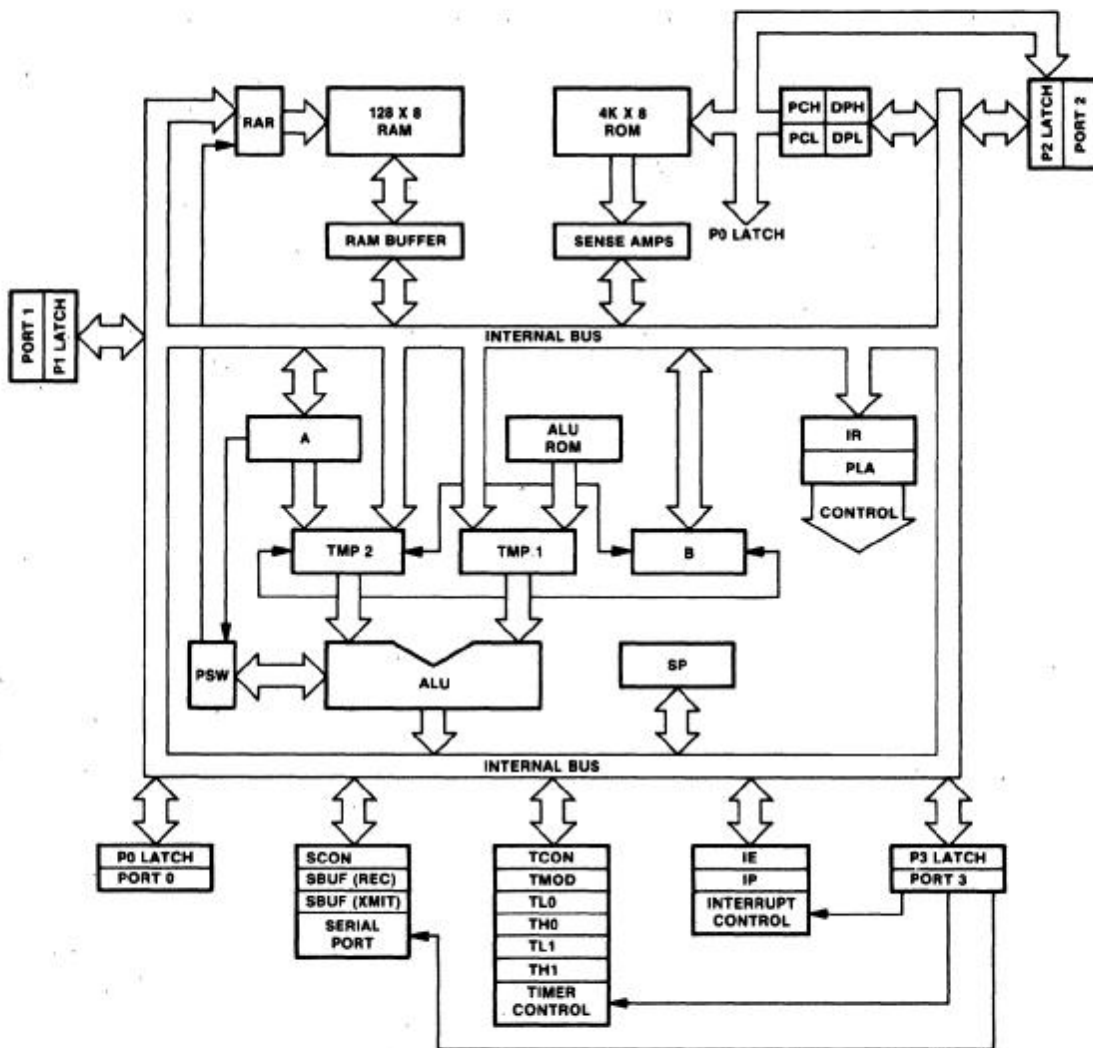 RAR
128 X 8
RAM
4K X 8
ROM
PCH
DPH
PCL
DPL
P2 LATCH
PORT 2
RAM BUFFER
SENSE AMPS
P0 LATCH
PORT 1
P1 LATCH
INTERNAL BUS
A
ALU
ROM
IR
PLA
CONTROL
TMP 2
TMP 1
B
PSW
ALU
SP
INTERNAL BUS
P0 LATCH
PORT 0
SCON
SBUF (REC)
SBUF (XMIT)
SERIAL
PORT
TCON
TMOD
TL0
TH0
TL1
TH1
TIMER
CONTROL
IE
IP
INTERRUPT
CONTROL
P3 LATCH
PORT 3